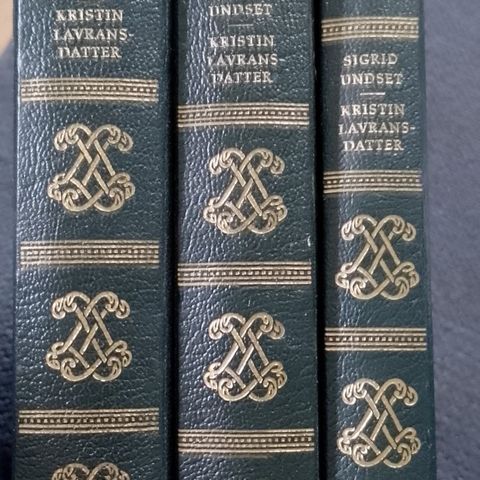 KRISTIN
LAVRANS-
DATTER
UNDSET
KRISTIN
LAVRANS-
DATTER
SIGRID
UNDSET
KRISTIN
LAVRANS-
DATTER